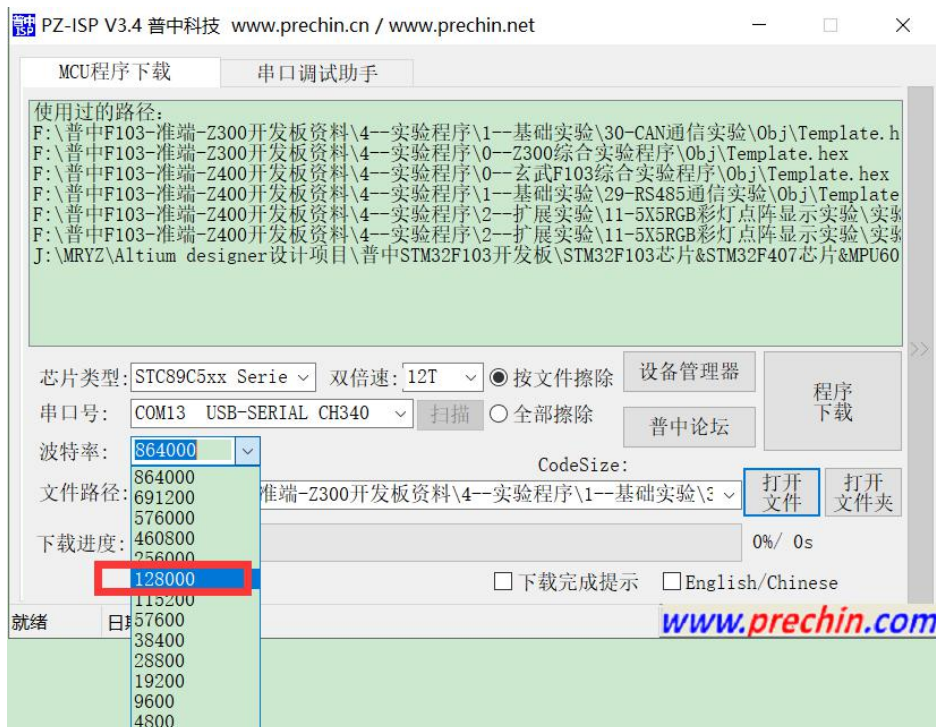 普中ISP PZ-ISP V3.4 普中科技 www.prechin.cn / www.prechin.net
MCU程序下载 串口调试助手
使用过的路径:
F:\普中F103-准端-Z300开发板资料\4--实验程序\1--基础实验\30-CAN通信实验\Obj\Template.h
F:\普中F103-准端-Z300开发板资料\4--实验程序\0--Z300综合实验程序\Obj\Template.hex
F:\普中F103-准端-Z400开发板资料\4--实验程序\0--玄武F103综合实验程序\Obj\Template.hex
F:\普中F103-准端-Z400开发板资料\4--实验程序\1--基础实验\29-RS485通信实验\Obj\Template
F:\普中F103-准端-Z400开发板资料\4--实验程序\2--扩展实验\11-5X5RGB彩灯点阵显示实验\实验
F:\普中F103-准端-Z400开发板资料\4--实验程序\2--扩展实验\11-5X5RGB彩灯点阵显示实验\实验
J:\MRYZ\Altium designer设计项目\普中STM32F103开发板\STM32F103芯片&STM32F407芯片&MPU60
芯片类型: STC89C5xx Serie 双倍速: 12T 按文件擦除 设备管理器 程序下载
串口号: COM13 USB-SERIAL CH340 扫描 全部擦除 普中论坛
波特率: 864000
CodeSize:
文件路径: 准端-Z300开发板资料\4--实验程序\1--基础实验\3 打开文件 打开文件夹
下载进度: 0%/ 0s
下载完成提示 English/Chinese
864000
691200
576000
460800
256000
128000
115200
57600
38400
28800
19200
9600
4800
就绪
www.prechin.com